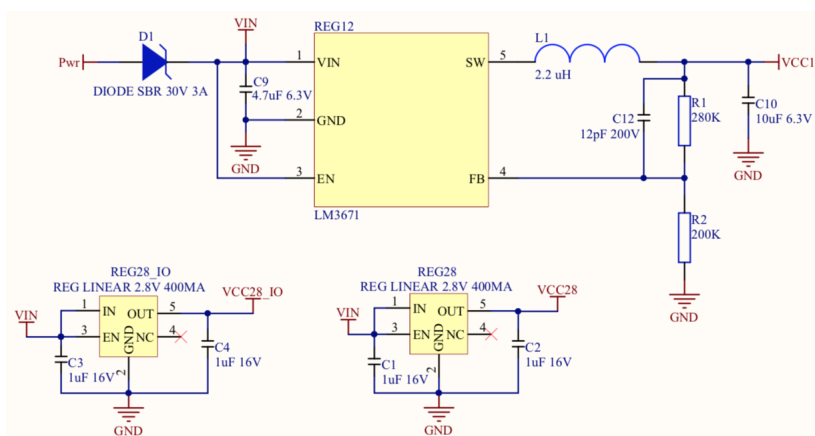 VIN
REG12
D1
L1
Pwr
1
VIN
SW
5
VCC1
DIODE SBR 30V 3A
C9
4.7uF 6.3V
2.2 uH
R1
280K
C10
10uF 6.3V
C12
12pF 200V
2
GND
GND
GND
3
EN
FB
4
LM3671
R2
200K
GND
REG28_IO
REG LINEAR 2.8V 400MA
VCC28_IO
VIN
1
IN
OUT
5
3
EN
GND
NC
4
C3
1uF 16V
2
C4
1uF 16V
GND
REG28
REG LINEAR 2.8V 400MA
VCC28
VIN
1
IN
OUT
5
3
EN
GND
NC
4
C1
1uF 16V
2
C2
1uF 16V
GND